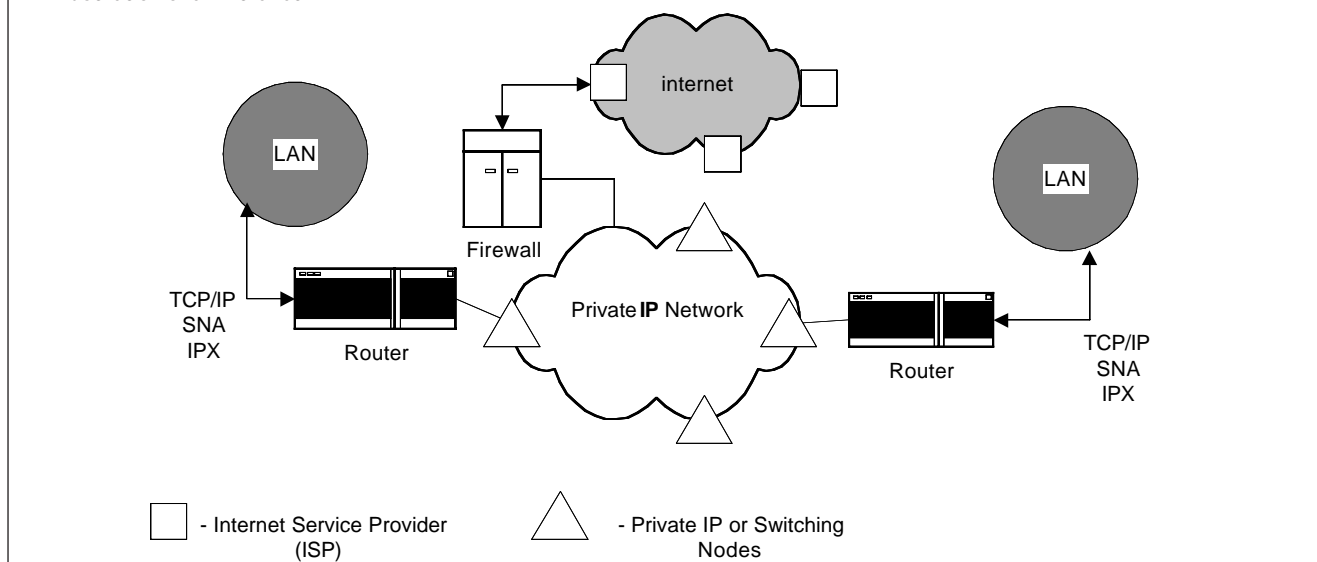 internet
LAN
LAN
Firewall
Private IP Network
TCP/IP
SNA
IPX
Router
Router
TCP/IP
SNA
IPX
- Internet Service Provider
(ISP)
- Private IP or Switching
Nodes